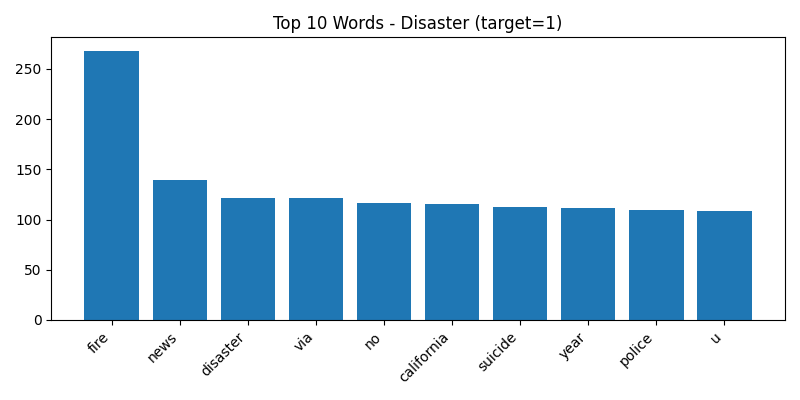 Top 10 Words - Disaster (target=1)
250
200
150
100
50
0
fire
news
disaster
via
no
california
suicide
year
police
u